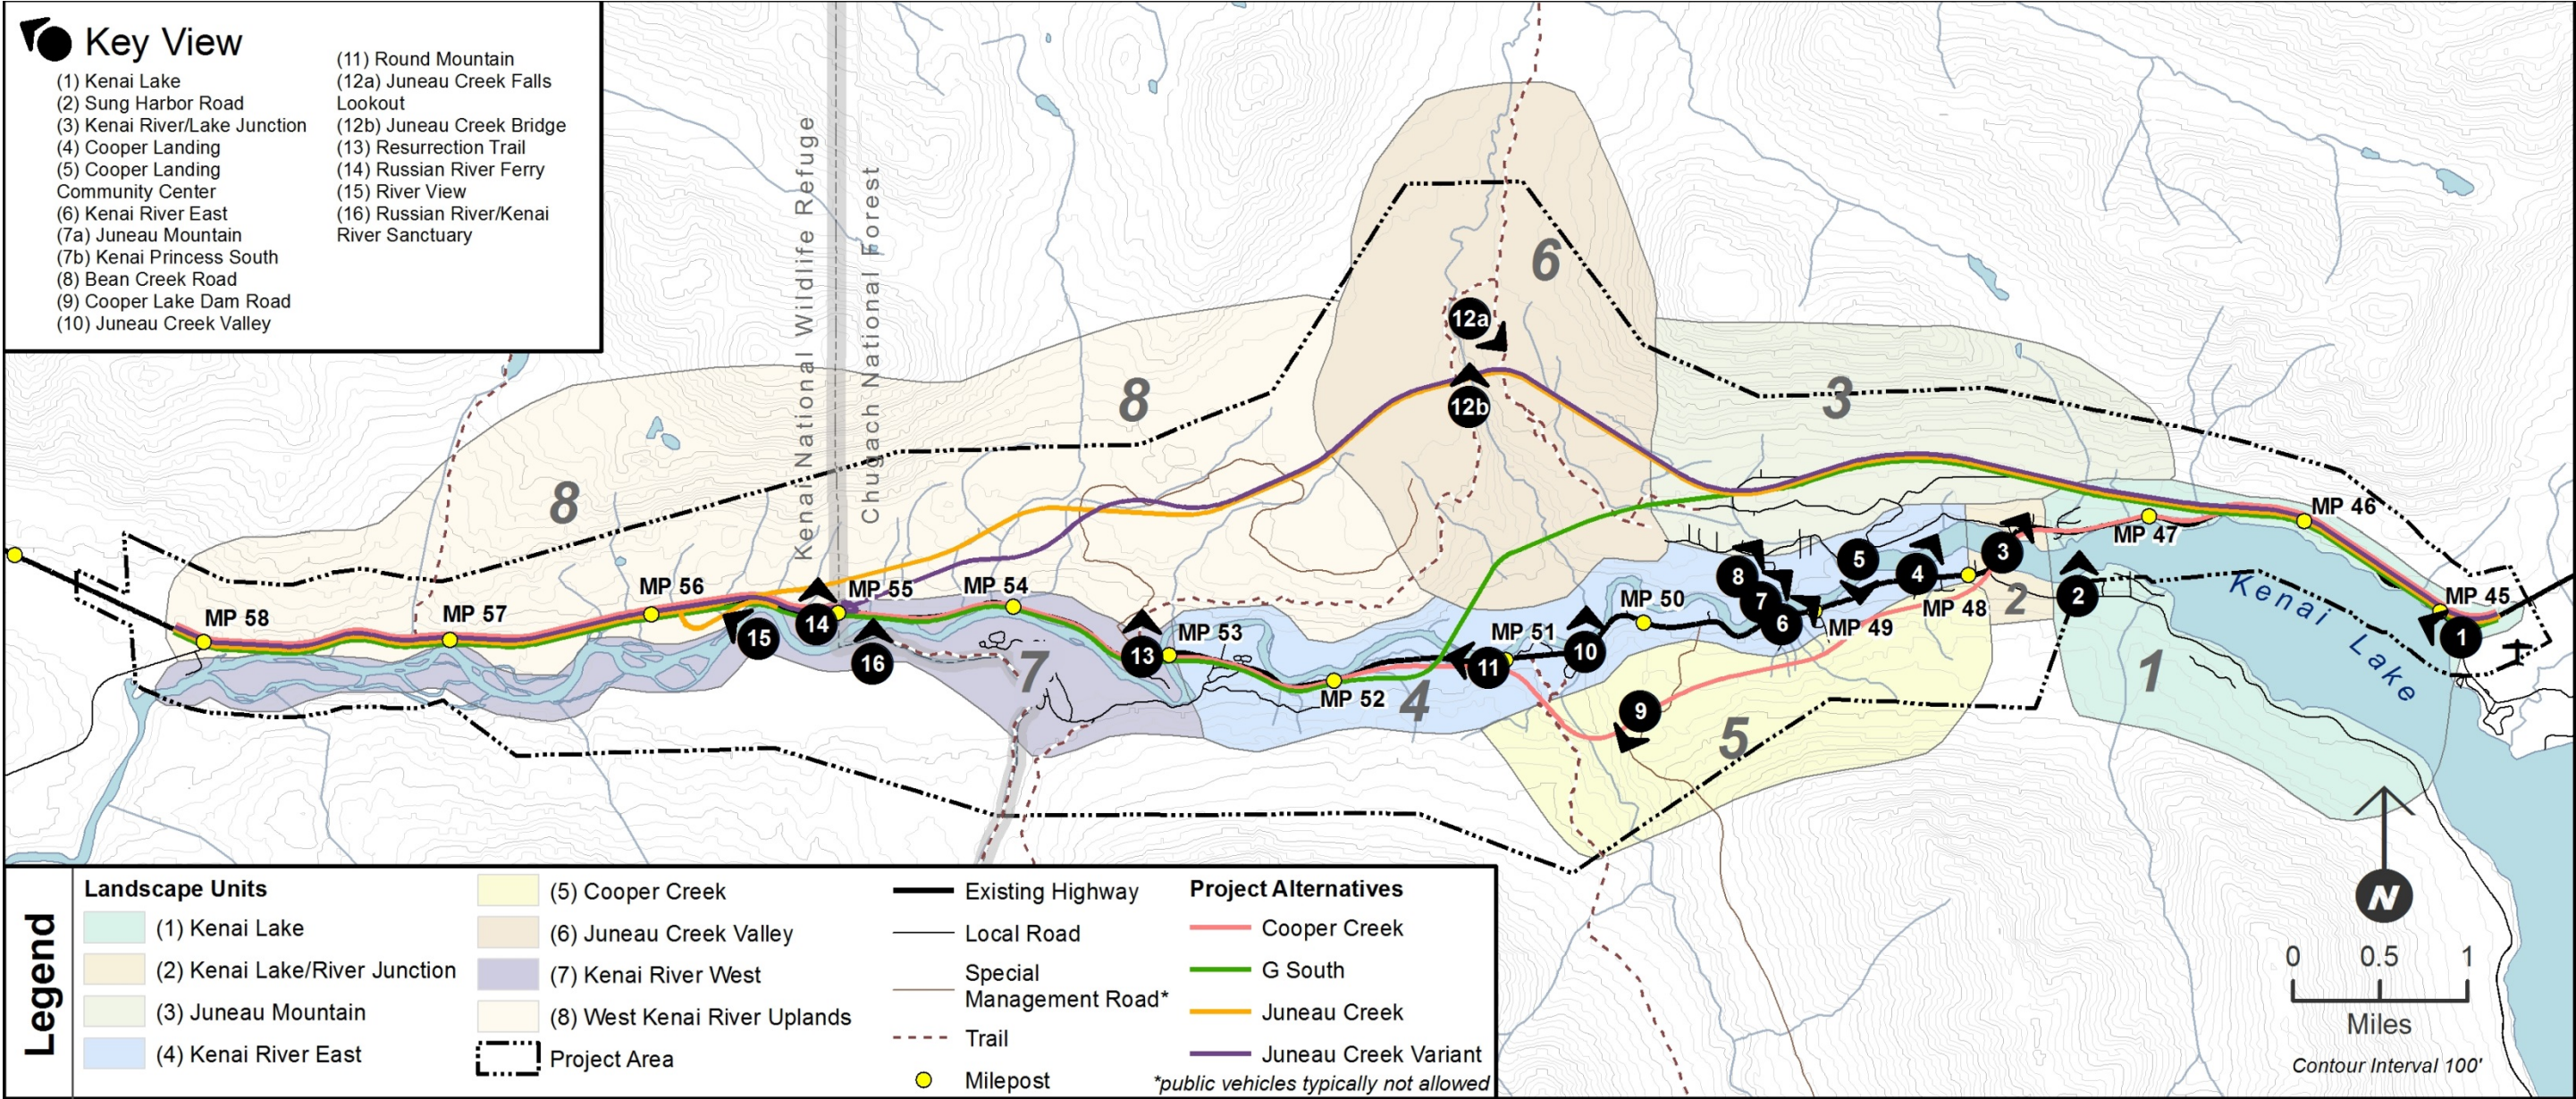 Key View
(1) Kenai Lake
(2) Sung Harbor Road
(3) Kenai River/Lake Junction
(4) Cooper Landing
(5) Cooper Landing
Community Center
(6) Kenai River East
(7a) Juneau Mountain
(7b) Kenai Princess South
(8) Bean Creek Road
(9) Cooper Lake Dam Road
(10) Juneau Creek Valley
(11) Round Mountain
(12a) Juneau Creek Falls
Lookout
(12b) Juneau Creek Bridge
(13) Resurrection Trail
(14) Russian River Ferry
(15) River View
(16) Russian River/Kenai
River Sanctuary
Kenai National Wildlife Refuge
Chugach National Forest
6
12a
12b
8
3
8
MP 46
MP 47
MP 45
Kenai Lake
MP 58
MP 57
MP 56
MP 55
MP 54
MP 53
MP 52
MP 51
MP 50
MP 49
MP 48
15
14
16
13
11
10
9
8
7
6
5
4
3
2
1
7
4
5
2
1
N
0 0.5 1
Miles
Contour Interval 100'
Legend
Landscape Units
(1) Kenai Lake
(2) Kenai Lake/River Junction
(3) Juneau Mountain
(4) Kenai River East
(5) Cooper Creek
(6) Juneau Creek Valley
(7) Kenai River West
(8) West Kenai River Uplands
Project Area
Existing Highway
Local Road
Special
Management Road*
Trail
Milepost
Project Alternatives
Cooper Creek
G South
Juneau Creek
Juneau Creek Variant
*public vehicles typically not allowed